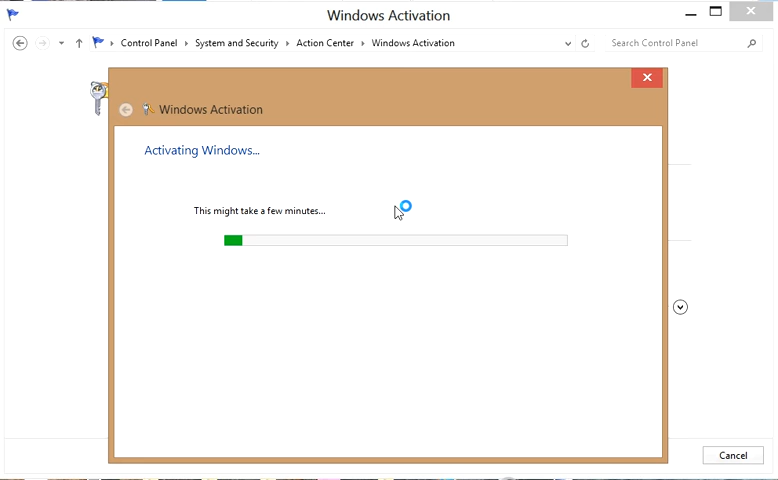 Windows Activation
Control Panel System and Security Action Center Windows Activation Search Control Panel
Windows Activation
Activating Windows...
This might take a few minutes...
Cancel